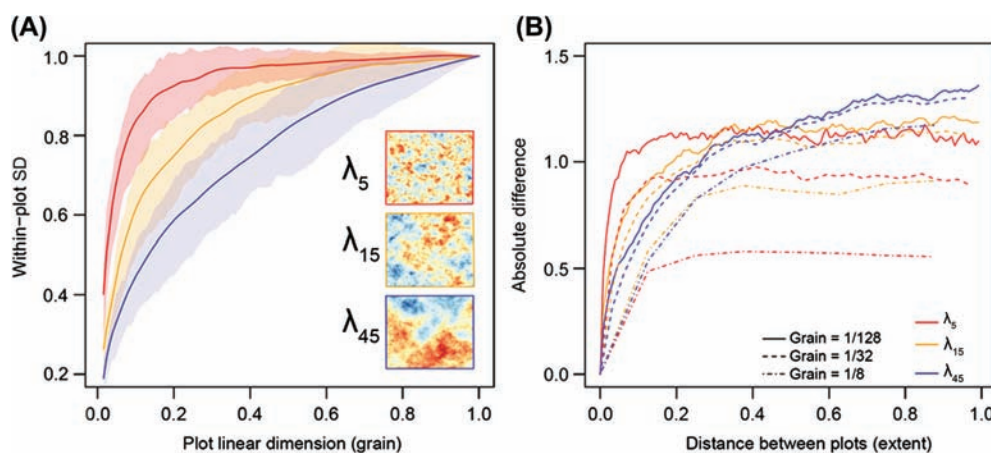 (A)
Within−plot SD
1.0
0.8
0.6
0.4
0.2
0.0 0.2 0.4 0.6 0.8 1.0
Plot linear dimension (grain)
λ5
λ15
λ45
(B)
Absolute difference
1.5
1.0
0.5
0.0
0.0 0.2 0.4 0.6 0.8 1.0
Distance between plots (extent)
Grain = 1/128
Grain = 1/32
Grain = 1/8
λ5
λ15
λ45